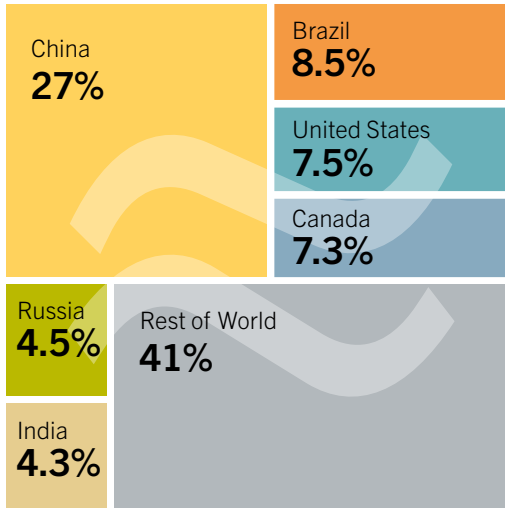 China
27%
Brazil
8.5%
United States
7.5%
Canada
7.3%
Russia
4.5%
Rest of World
41%
India
4.3%